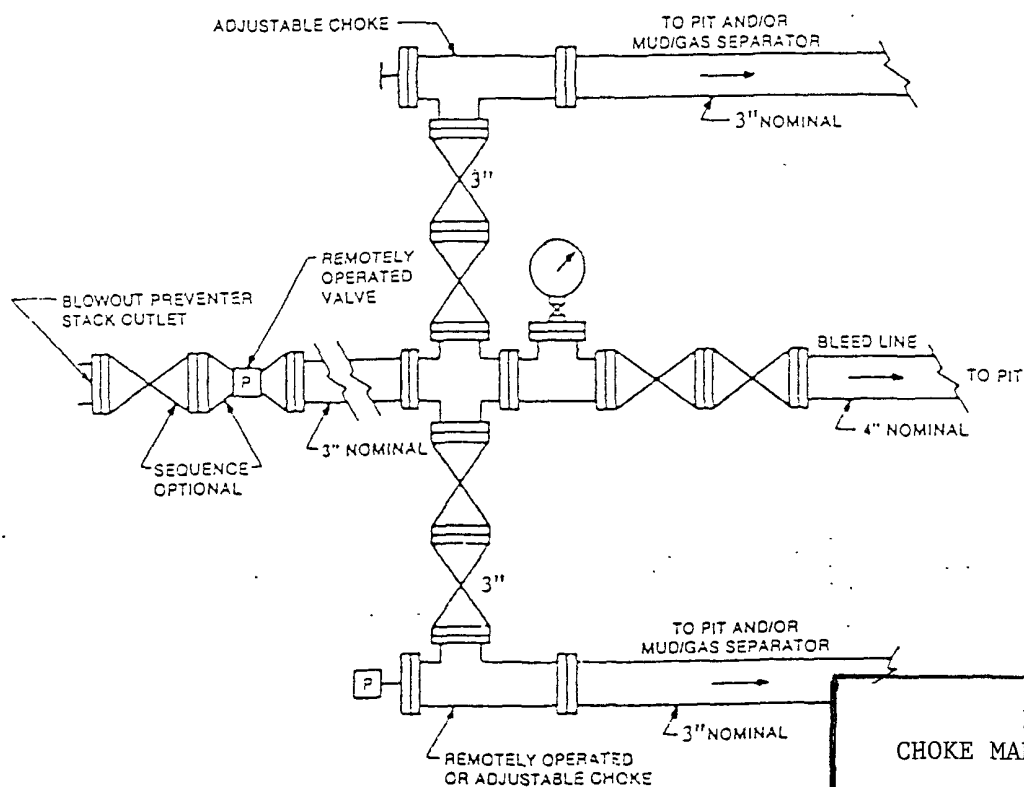 ADJUSTABLE CHOKE
TO PIT AND/OR
MUD/GAS SEPARATOR
3" NOMINAL
3"
REMOTELY
OPERATED
VALVE
BLOWOUT PREVENTER
STACK OUTLET
P
BLEED LINE
TO PIT
3" NOMINAL
4" NOMINAL
SEQUENCE
OPTIONAL
3"
TO PIT AND/OR
MUD/GAS SEPARATOR
P
3" NOMINAL
REMOTELY OPERATED
OR ADJUSTABLE CHOKE
CHOKE